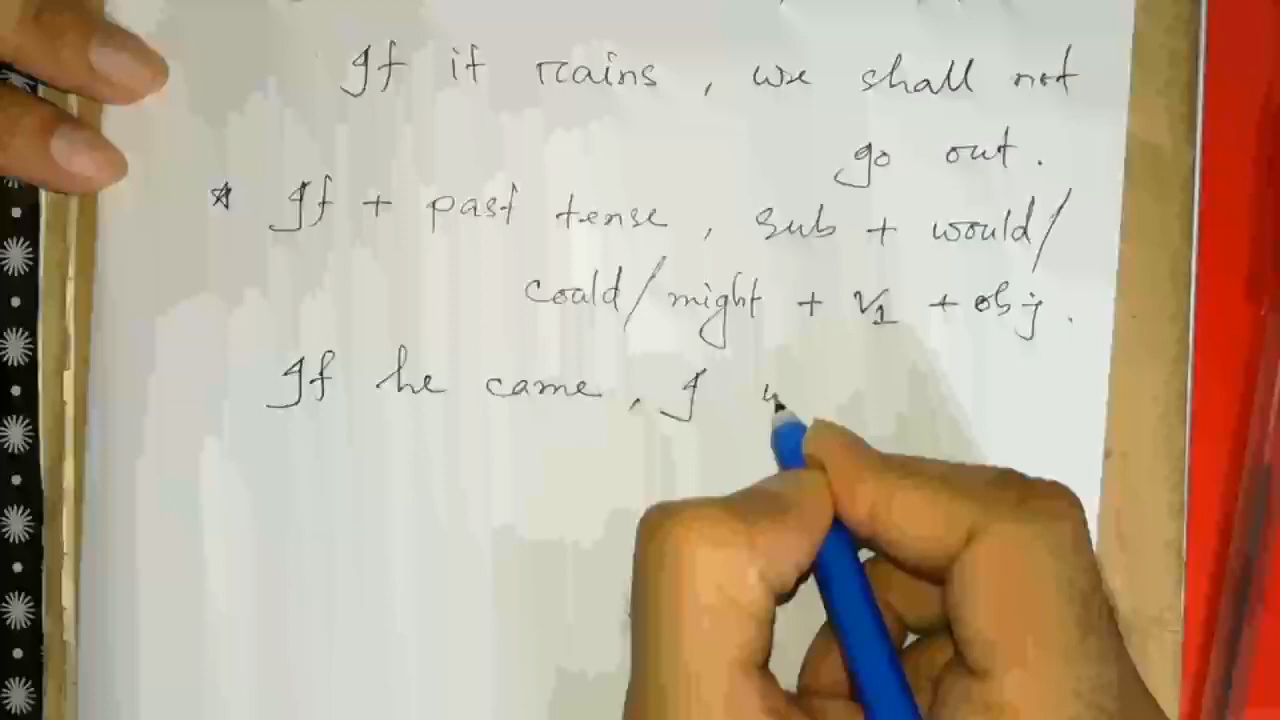 If it rains, we shall not
go out.
* If + past tense, sub + would/
could/might + V1 + obj.
If he came, I